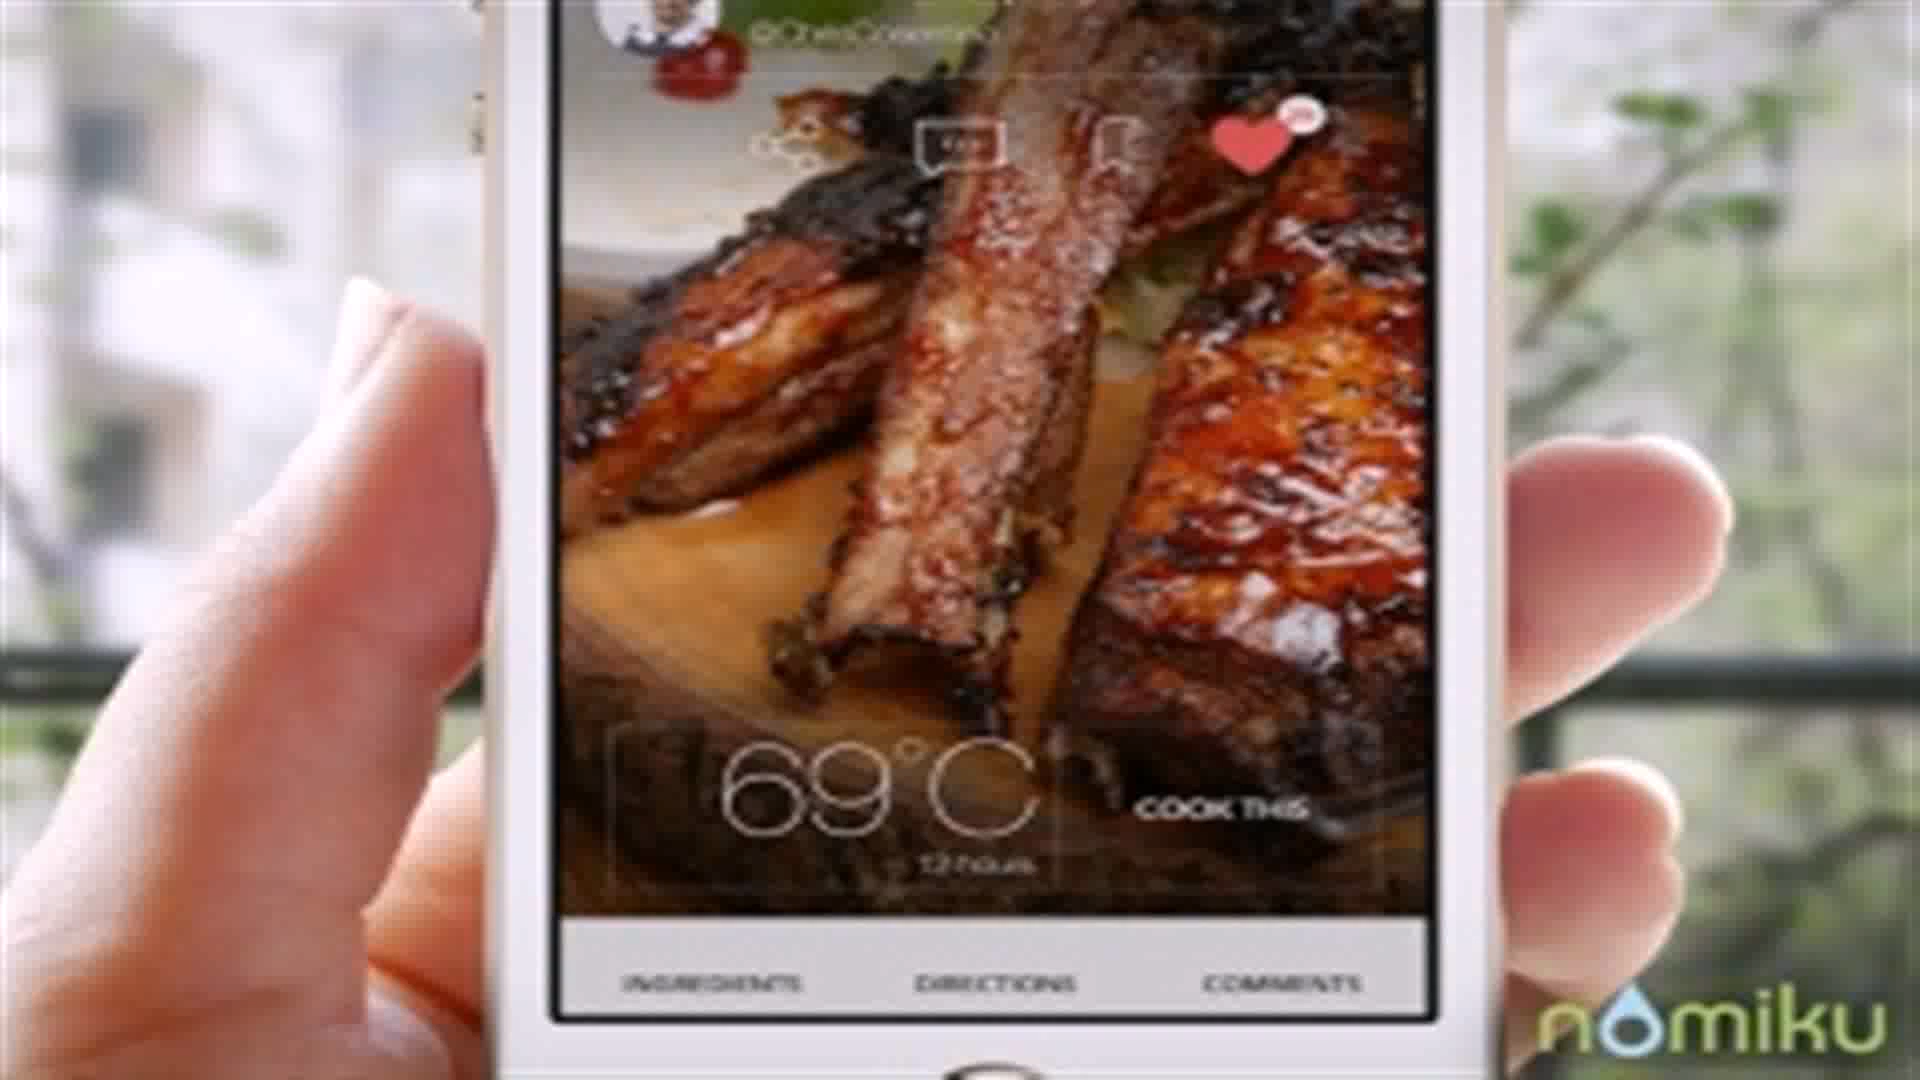 69°C
COOK THIS
12 hours
INGREDIENTS DIRECTIONS COMMENTS
nomiku